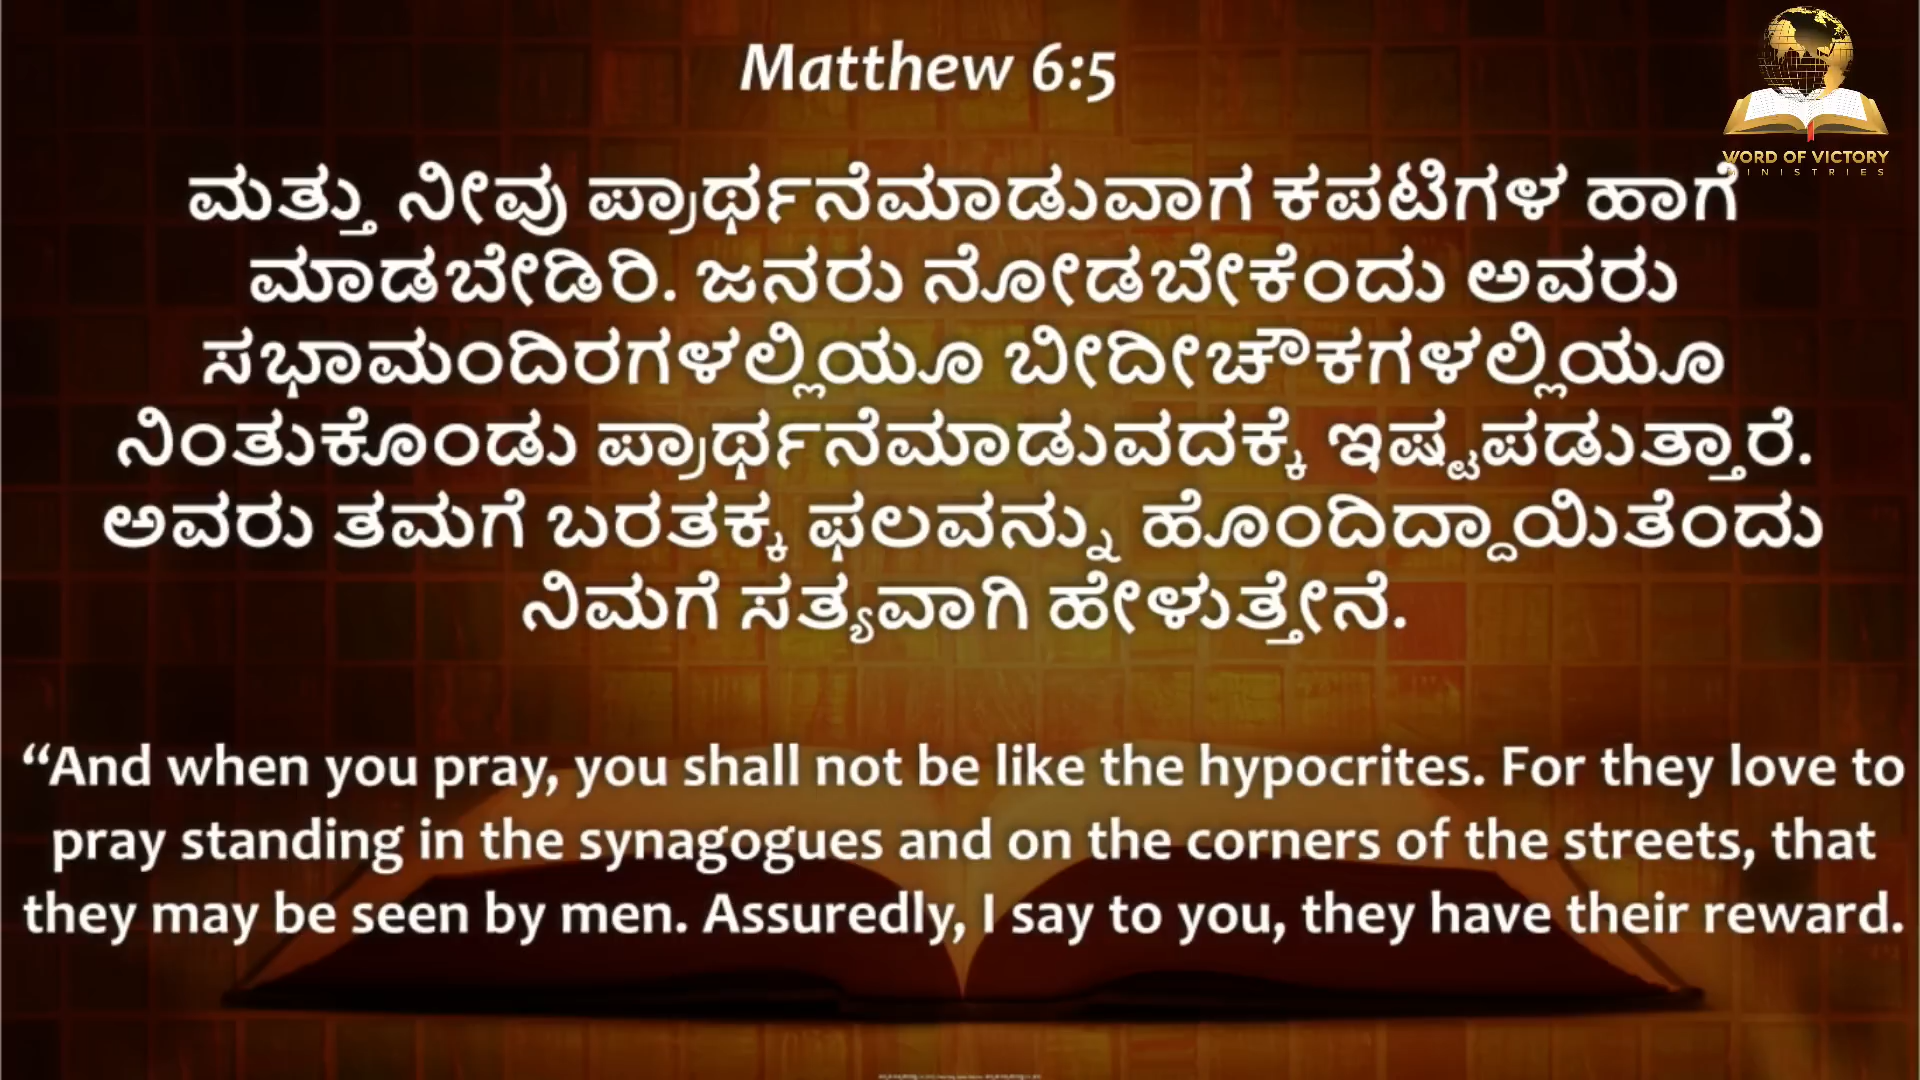 Matthew 6:5
WORD OF VICTORY
MINISTRIES
ಮತ್ತು ನೀವು ಪ್ರಾರ್ಥನೆಮಾಡುವಾಗ ಕಪಟಿಗಳ ಹಾಗೆ
ಮಾಡಬೇಡಿರಿ. ಜನರು ನೋಡಬೇಕೆಂದು ಅವರು
ಸಭಾಮಂದಿರಗಳಲ್ಲಿಯೂ ಬೀದೀಚೌಕಗಳಲ್ಲಿಯೂ
ನಿಂತುಕೊಂಡು ಪ್ರಾರ್ಥನೆಮಾಡುವದಕ್ಕೆ ಇಷ್ಟಪಡುತ್ತಾರೆ.
ಅವರು ತಮಗೆ ಬರತಕ್ಕ ಫಲವನ್ನು ಹೊಂದಿದ್ದಾಯಿತೆಂದು
ನಿಮಗೆ ಸತ್ಯವಾಗಿ ಹೇಳುತ್ತೇನೆ.
“And when you pray, you shall not be like the hypocrites. For they love to
pray standing in the synagogues and on the corners of the streets, that
they may be seen by men. Assuredly, I say to you, they have their reward.